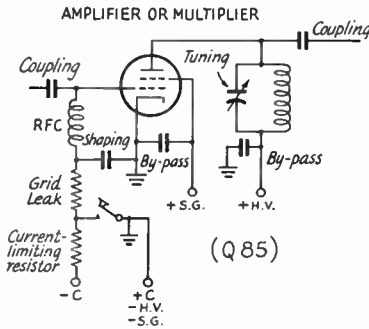 AMPLIFIER OR MULTIPLIER
Coupling
Tuning
Coupling
RFC
Shaping
By-pass
By-pass
Grid
Leak
+S.G.
+H.V.
Current-
limiting
resistor
(Q85)
-C
+C
-H.V.
-S.G.